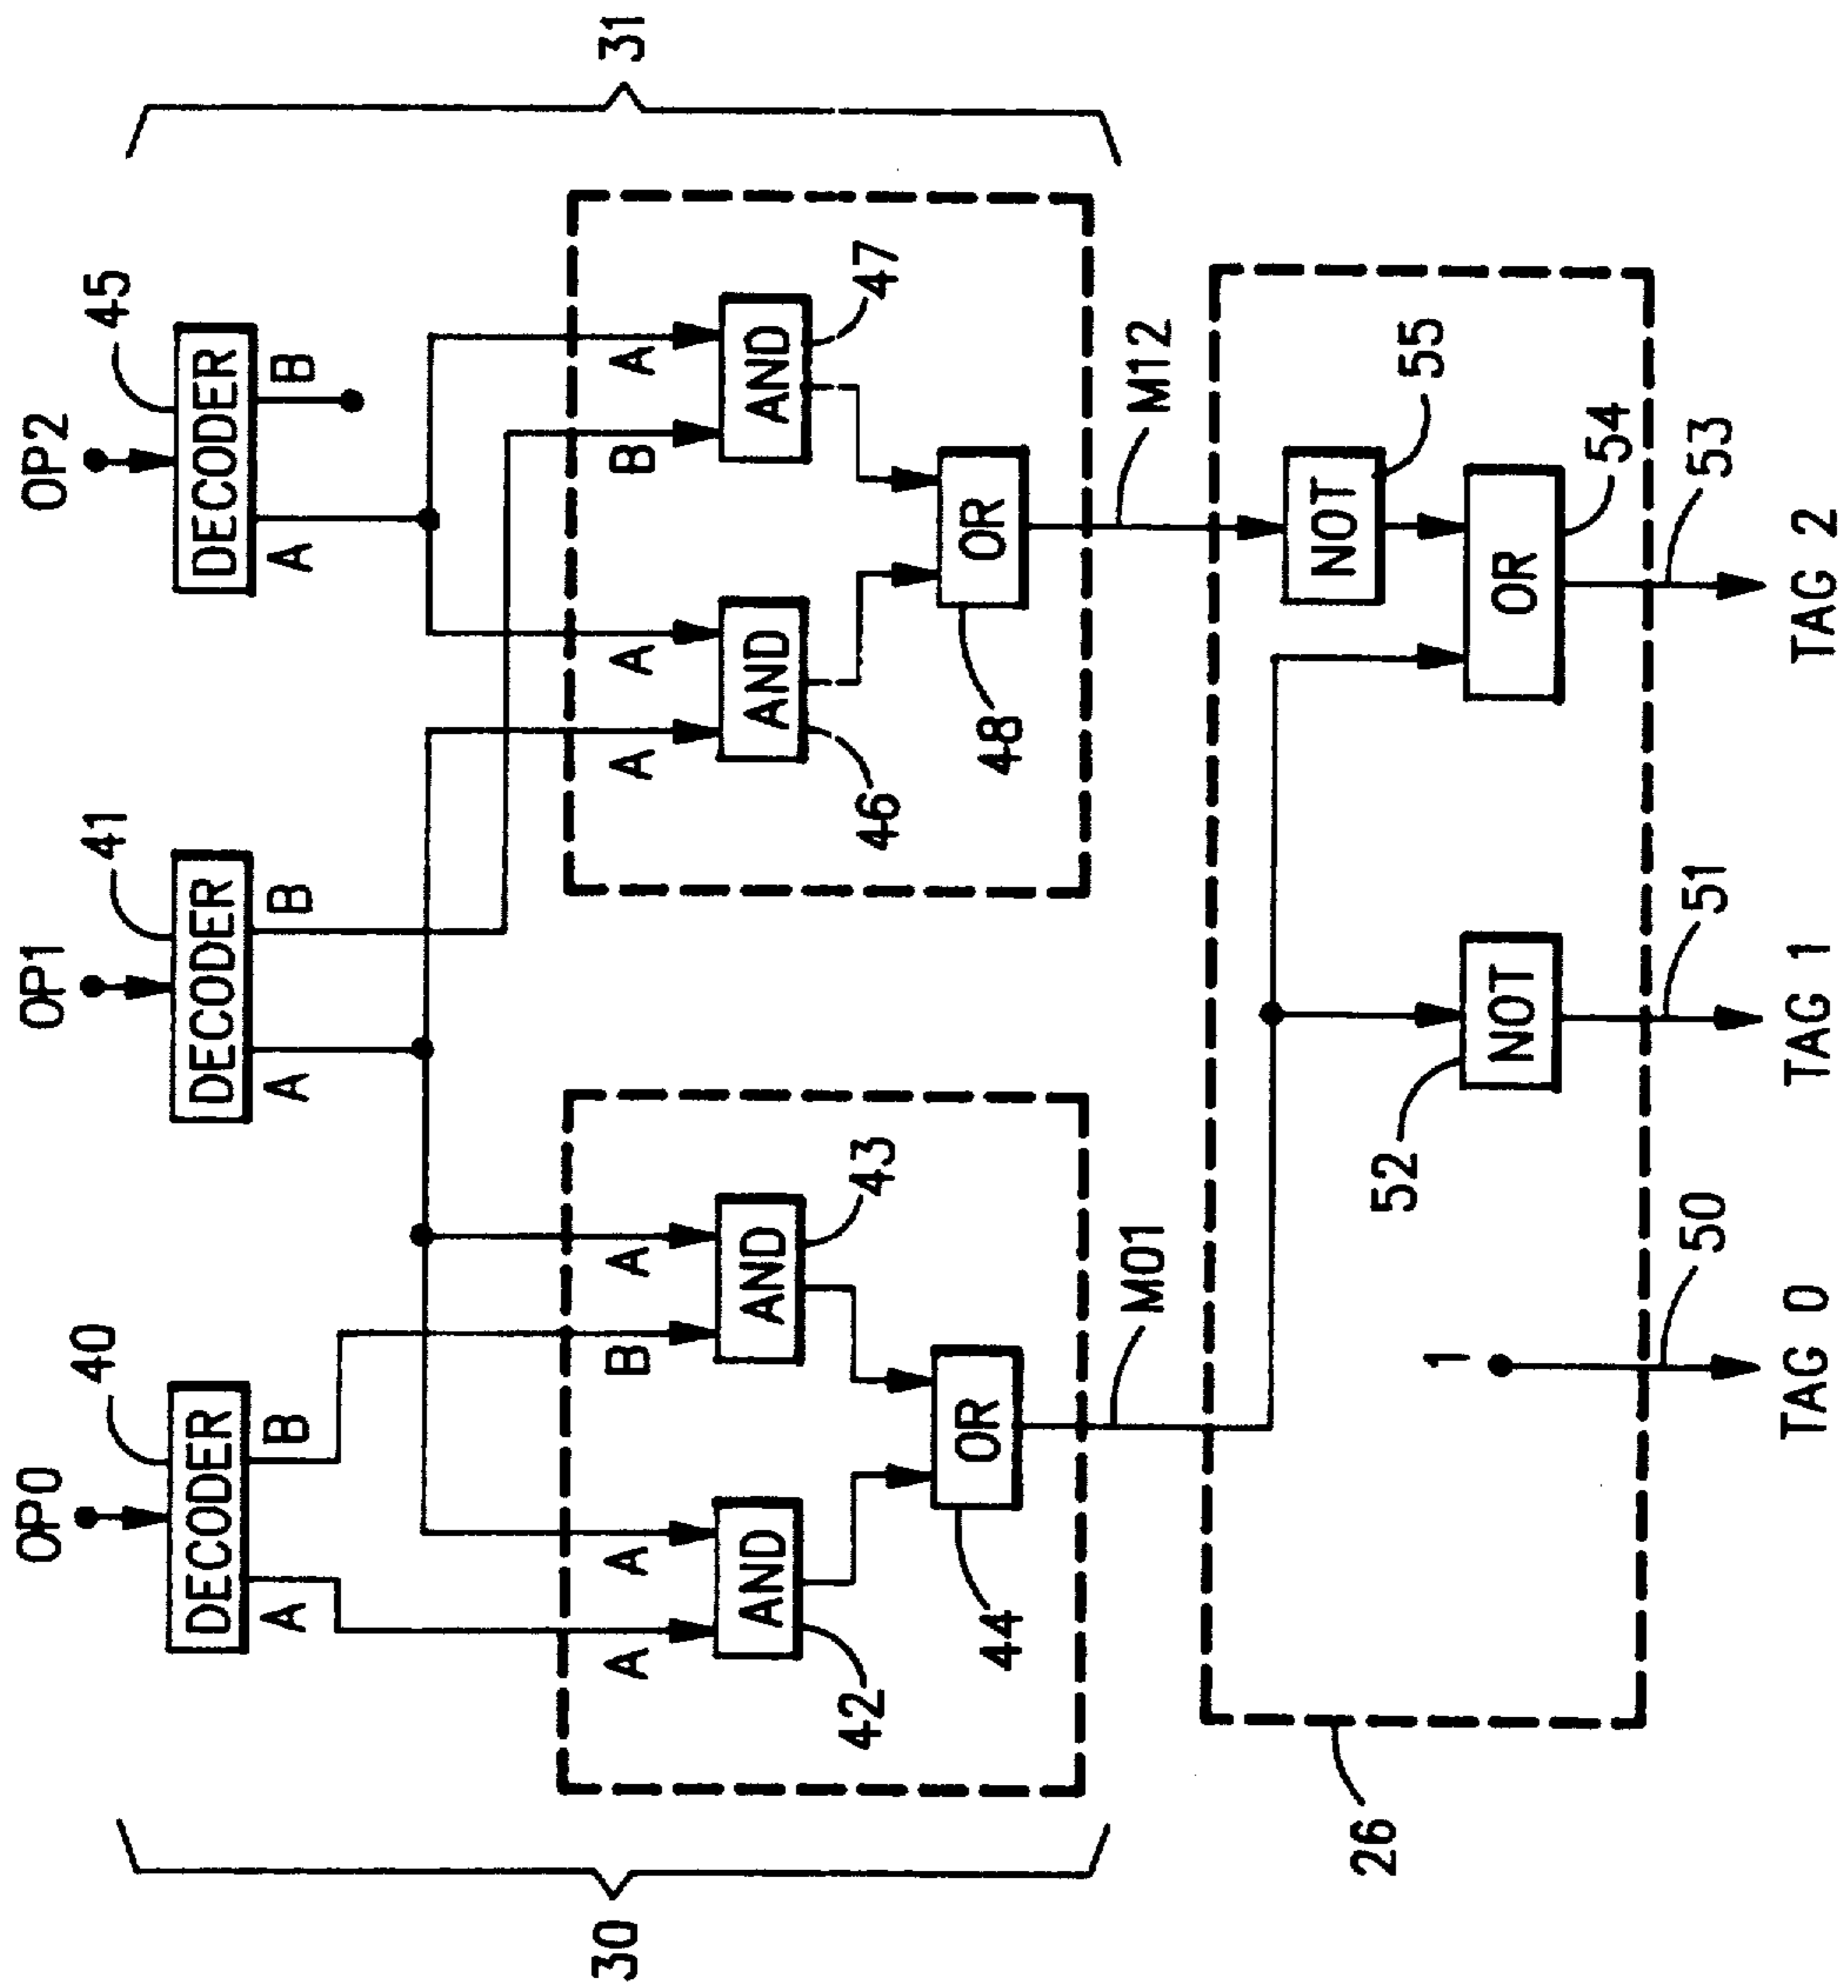 OP0
OP1
OP2
40
41
45
DECODER
DECODER
DECODER
A
B
A
B
A
B
30
31
A
A
B
A
A
A
B
A
AND
AND
AND
AND
42
43
46
47
OR
OR
44
48
M01
M12
26
1
52
NOT
NOT
55
OR
54
50
51
53
TAG 0
TAG 1
TAG 2